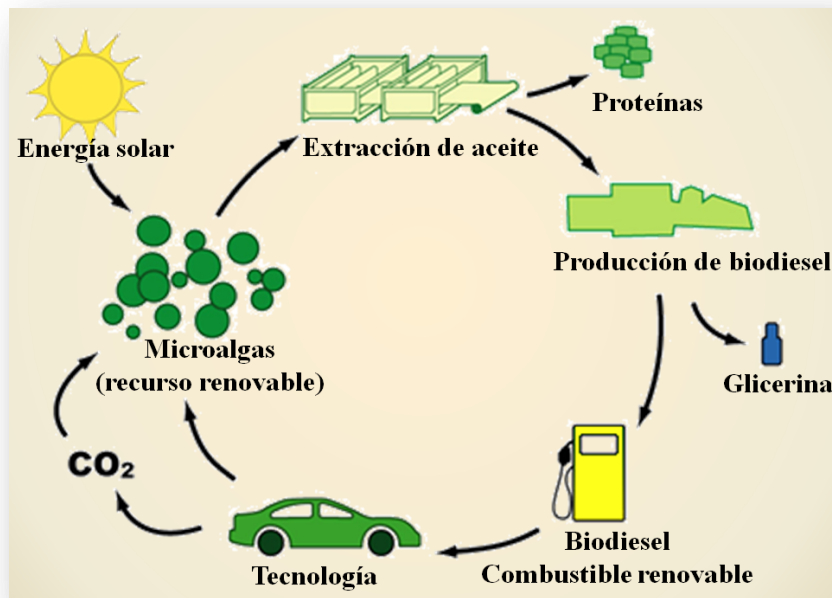 Energía solar
Extracción de aceite
Proteínas
Producción de biodiesel
Microalgas
(recurso renovable)
Glicerina
CO₂
Tecnología
Biodiesel
Combustible renovable